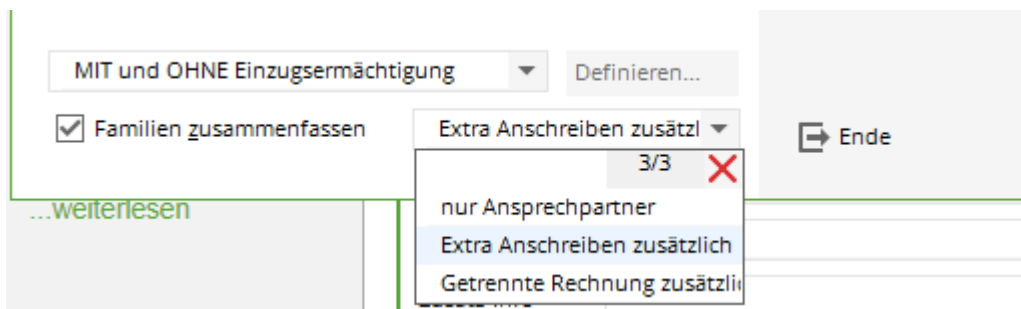 MIT und OHNE Einzugsermächtigung
Definieren...
Familien zusammenfassen
Extra Anschreiben zusätzl
Ende
3/3
...weiterlesen
nur Ansprechpartner
Extra Anschreiben zusätzlich
Getrennte Rechnung zusätzli